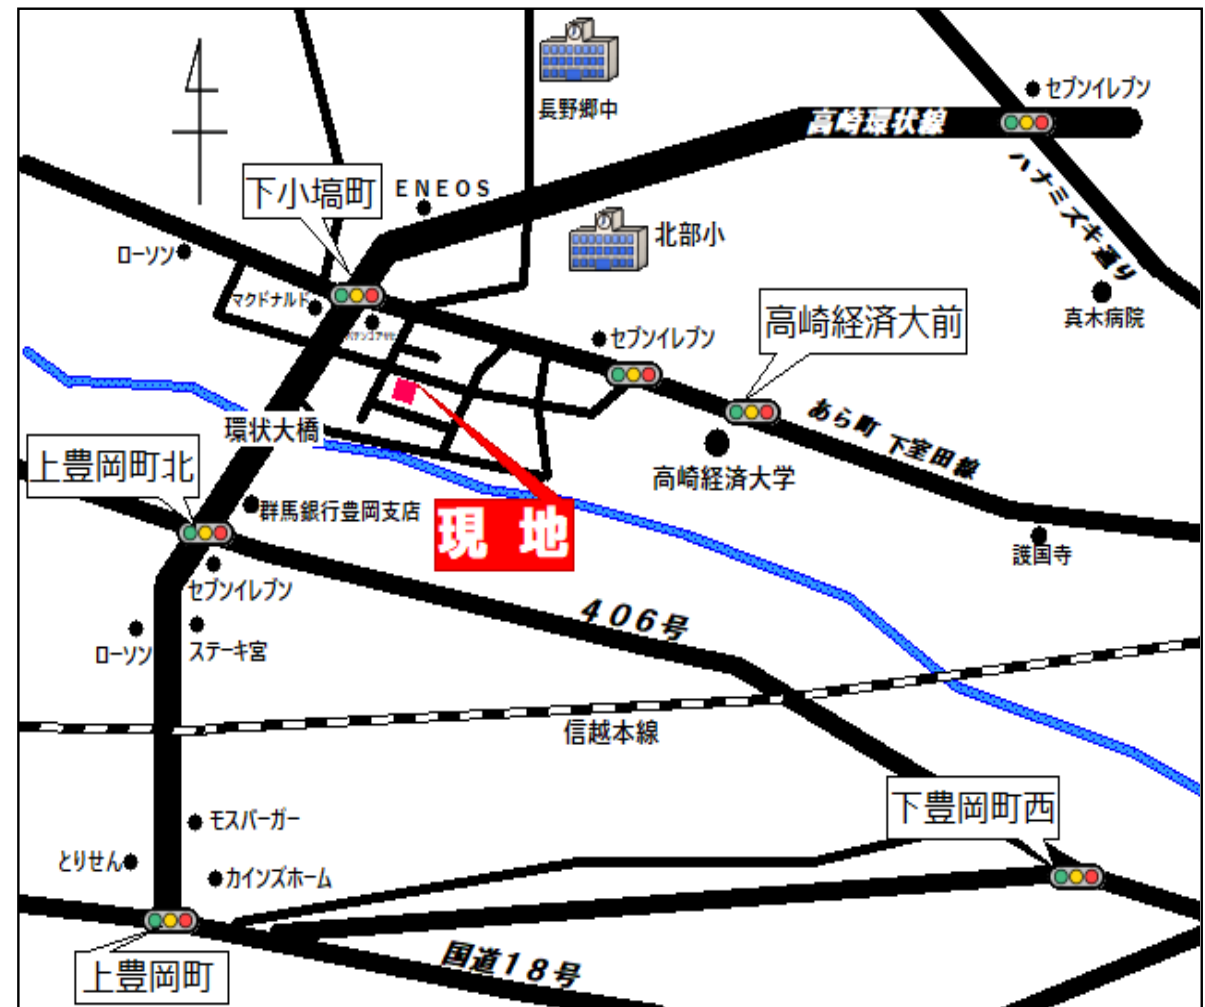 長野郷中
セブンイレブン
高崎環状線
ハナミズキ通り
下小塙町
ENEOS
北部小
ローソン
マクドナルド
真木病院
高崎経済大前
セブンイレブン
あら町 下室田線
環状大橋
上豊岡町北
高崎経済大学
群馬銀行豊岡支店
現 地
護国寺
セブンイレブン
406号
ローソン
ステーキ宮
信越本線
下豊岡町西
モスバーガー
とりせん
カインズホーム
国道18号
上豊岡町